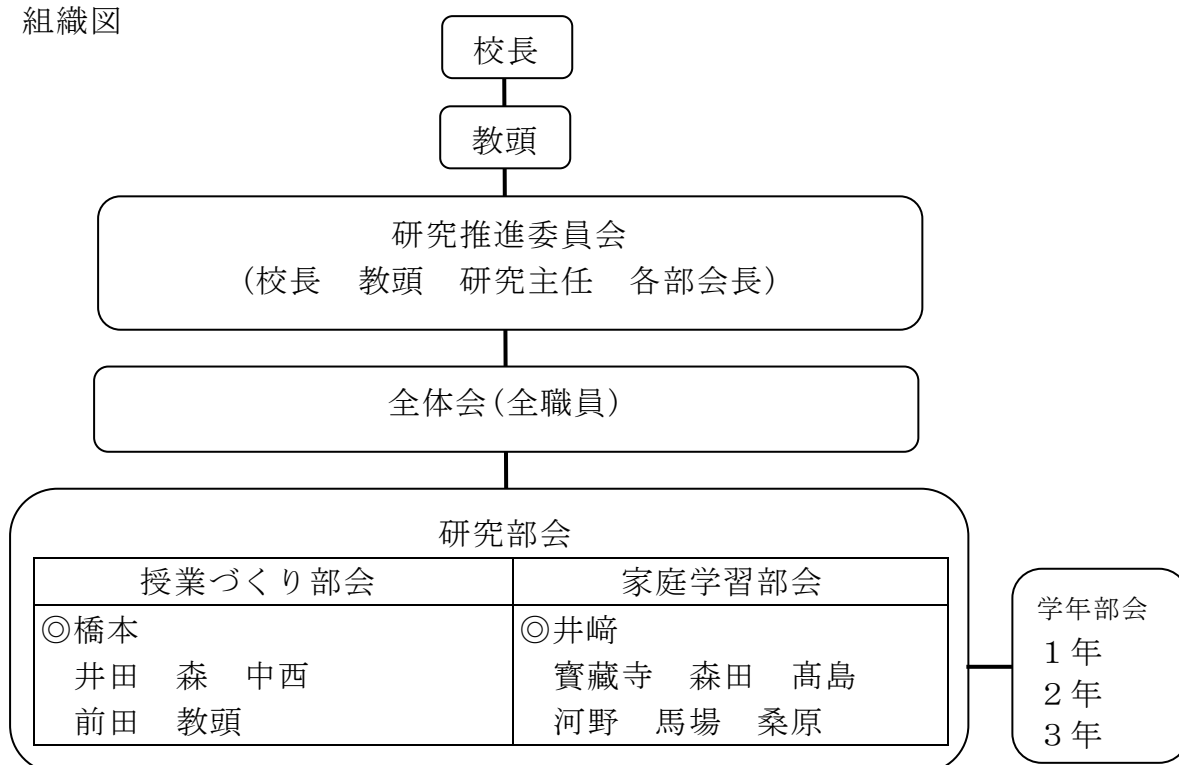 組織図
校長
教頭
研究推進委員会
(校長　教頭　研究主任　各部会長)
全体会(全職員)
研究部会
授業づくり部会
家庭学習部会
◎橋本
井田　森　中西
前田　教頭
◎井﨑
寳藏寺　森田　髙島
河野　馬場　桑原
学年部会
１年
２年
３年